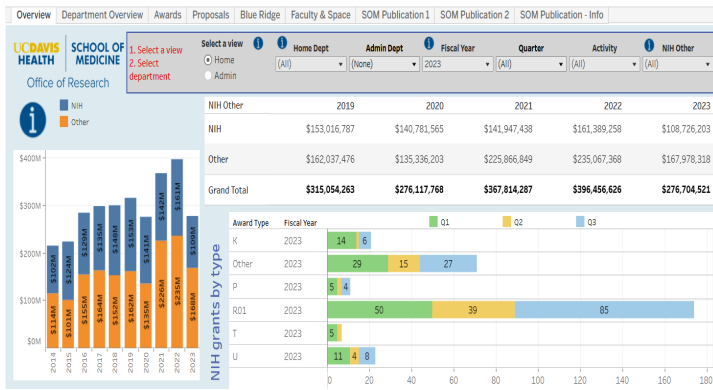 Overview Department Overview Awards Proposals Blue Ridge Faculty & Space SOM Publication 1 SOM Publication 2 SOM Publication - Info
UCDAVIS HEALTH
SCHOOL OF MEDICINE
Office of Research
1. Select a view
2. Select department
Select a view
Home
Admin
Home Dept Admin Dept Fiscal Year Quarter Activity NIH Other
(All) (None) 2023 (All) (All) (All)
NIH
Other
NIH Other 2019 2020 2021 2022 2023
NIH $153,016,787 $140,781,565 $141,947,438 $161,389,258 $108,726,203
Other $162,037,476 $135,336,203 $225,866,849 $235,067,368 $167,978,318
Grand Total $315,054,263 $276,117,768 $367,814,287 $396,456,626 $276,704,521
$400M
$300M
$200M
$100M
$0M
$102M $124M $129M $135M $148M $153M $141M $142M $161M $109M
$114M $101M $155M $164M $152M $162M $135M $226M $235M $168M
2014 2015 2016 2017 2018 2019 2020 2021 2022 2023
NIH grants by type
Award Type Fiscal Year Q1 Q2 Q3
K 2023 14 6
Other 2023 29 15 27
P 2023 5 4
R01 2023 50 39 85
T 2023 5
U 2023 11 4 8
0 20 40 60 80 100 120 140 160 180